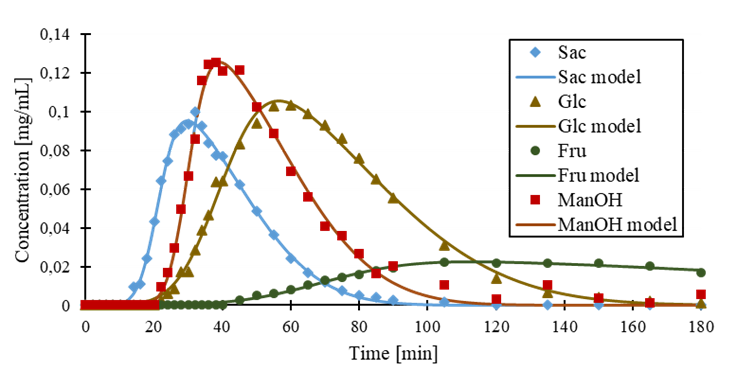 0,14
0,12
0,1
0,08
0,06
0,04
0,02
0
Concentration [mg/mL]
0 20 40 60 80 100 120 140 160 180
Time [min]
Sac
Sac model
Glc
Glc model
Fru
Fru model
ManOH
ManOH model